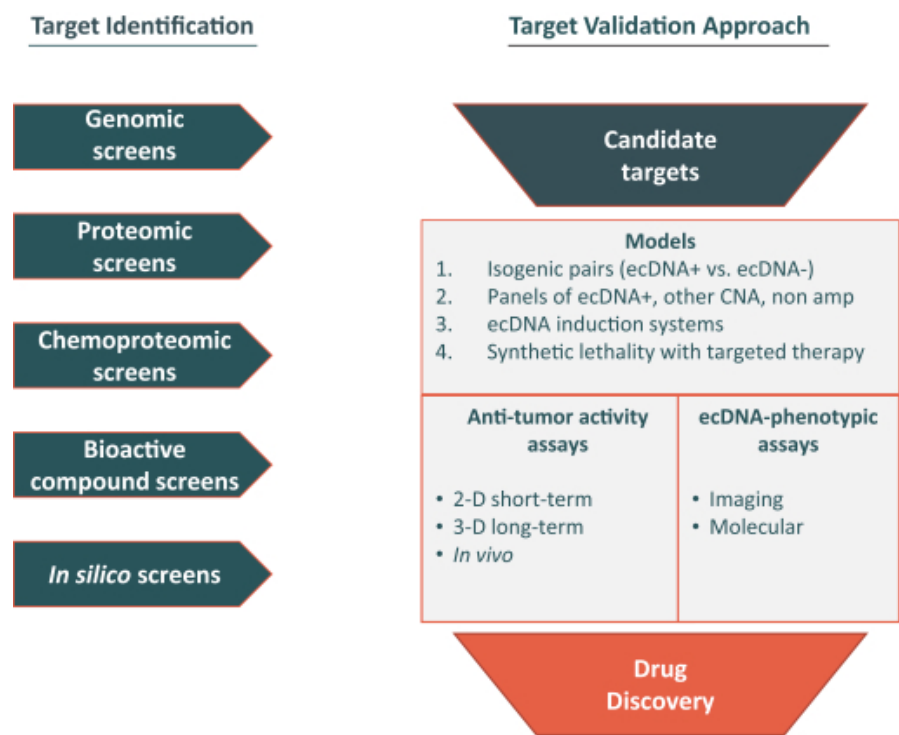 Target Identification
Genomic
screens
Proteomic
screens
Chemoproteomic
screens
Bioactive
compound screens
In silico screens
Target Validation Approach
Candidate
targets
Models
1. Isogenic pairs (ecDNA+ vs. ecDNA-)
2. Panels of ecDNA+, other CNA, non amp
3. ecDNA induction systems
4. Synthetic lethality with targeted therapy
Anti-tumor activity
assays
• 2-D short-term
• 3-D long-term
• In vivo
ecDNA-phenotypic
assays
• Imaging
• Molecular
Drug
Discovery